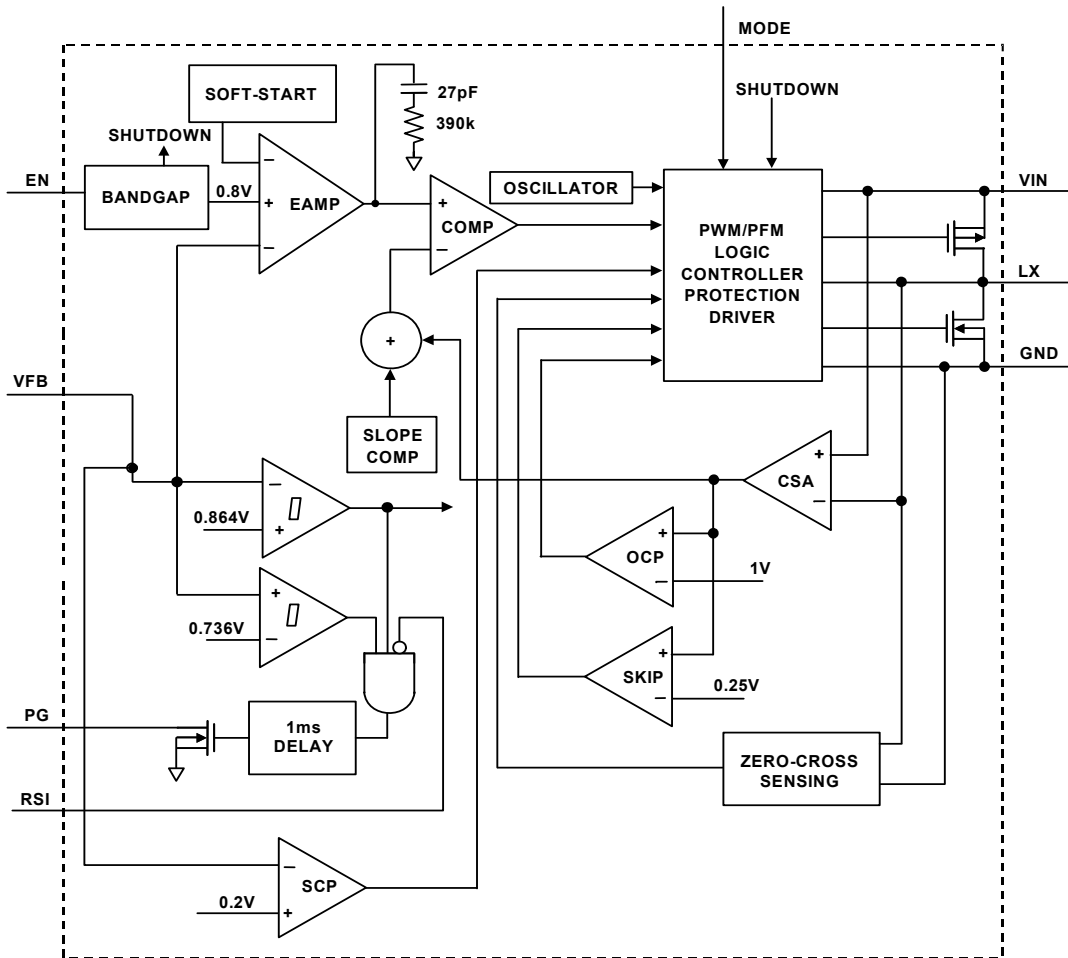 MODE
SOFT-START
27pF
390k
SHUTDOWN
SHUTDOWN
EN
BANDGAP
0.8V
−
+
−
EAMP
+
−
COMP
OSCILLATOR
PWM/PFM
LOGIC
CONTROLLER
PROTECTION
DRIVER
VIN
LX
GND
+
VFB
SLOPE
COMP
+
−
CSA
−
+
0.864V
+
−
OCP
1V
+
−
0.736V
+
−
SKIP
0.25V
PG
1ms
DELAY
ZERO-CROSS
SENSING
RSI
−
+
SCP
0.2V